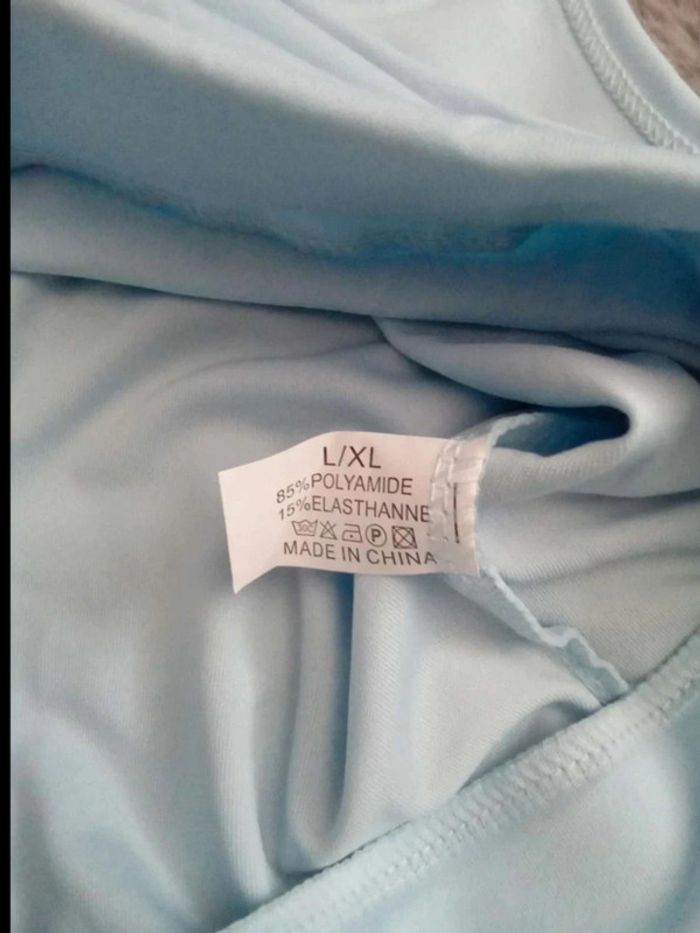 L/XL
85%POLYAMIDE
15%ELASTHANNE
P
MADE IN CHINA